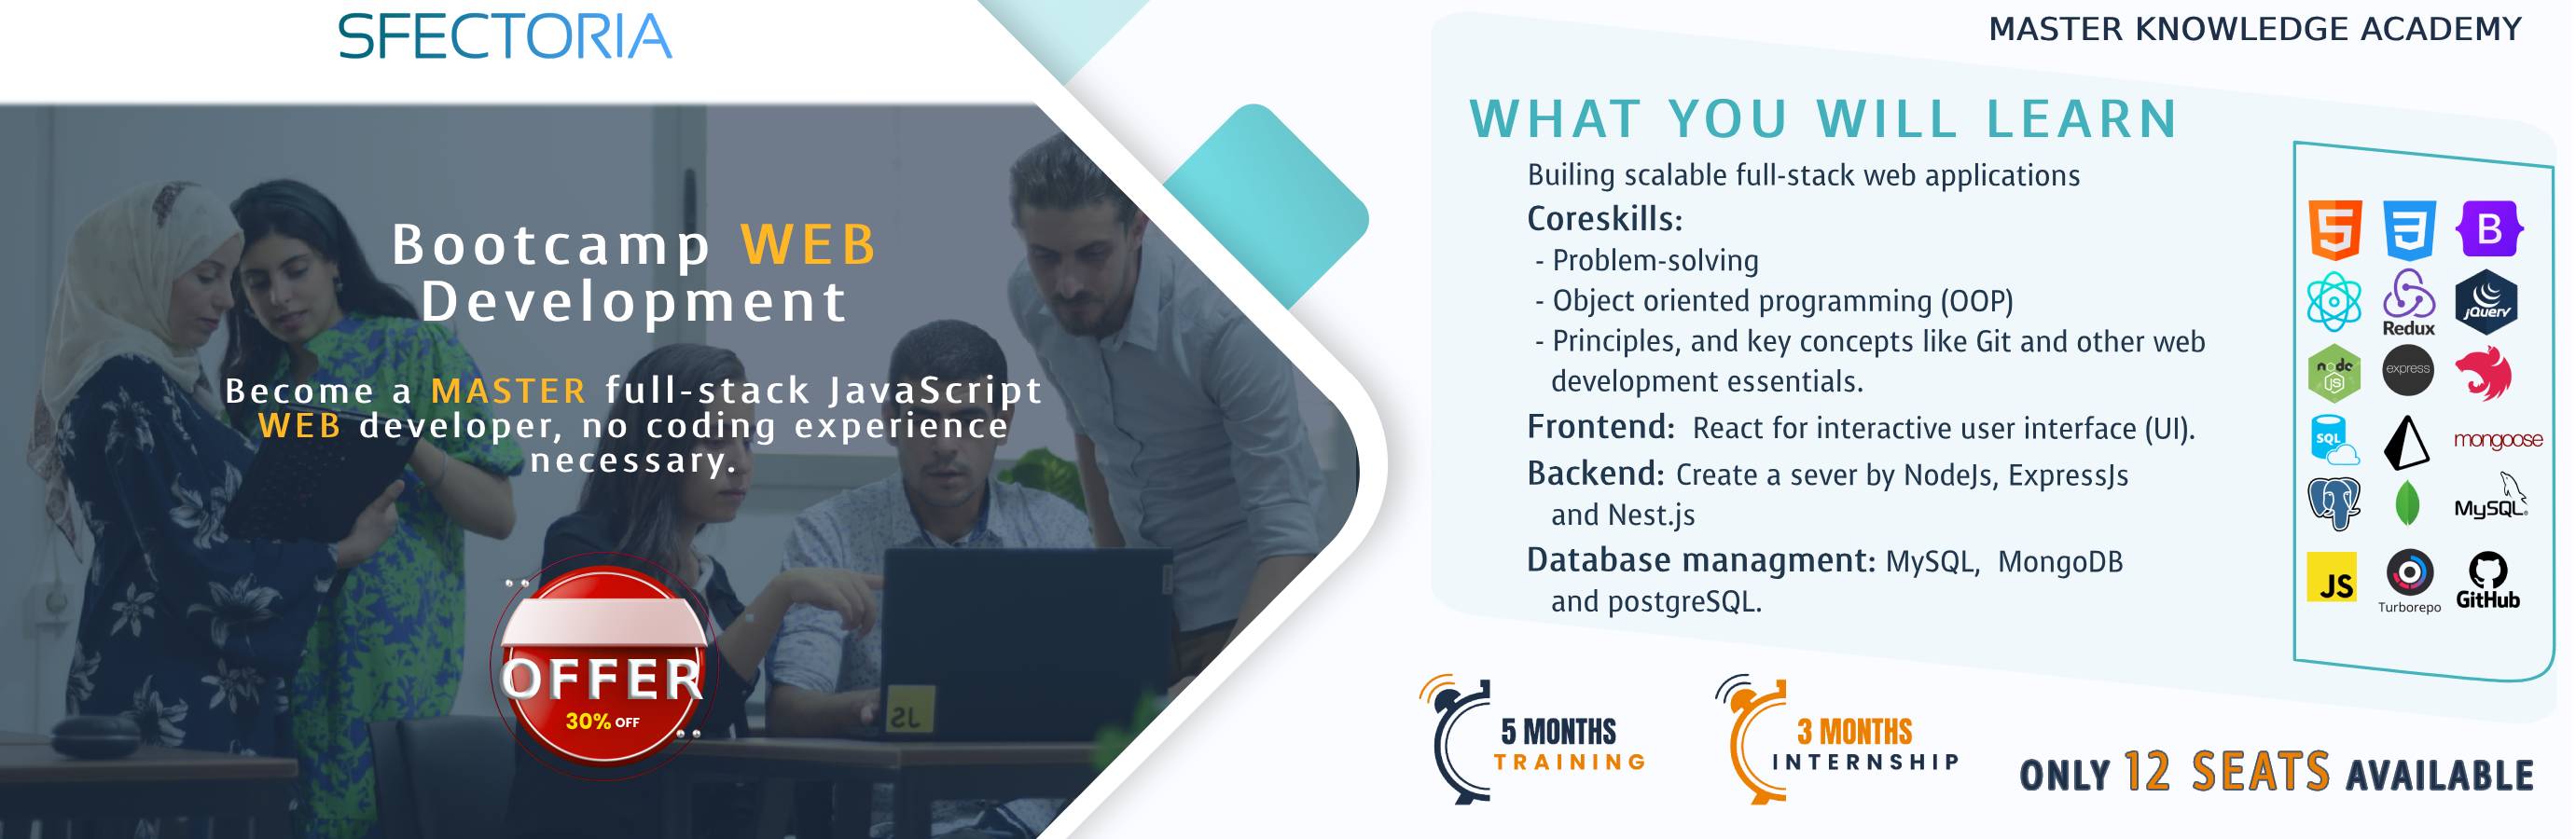 SFECTORIA
Bootcamp WEB
Development
Become a MASTER full-stack JavaScript
WEB developer, no coding experience
necessary.
OFFER
30% OFF
JS
MASTER KNOWLEDGE ACADEMY
WHAT YOU WILL LEARN
Builing scalable full-stack web applications
Coreskills:
- Problem-solving
- Object oriented programming (OOP)
- Principles, and key concepts like Git and other web
development essentials.
Frontend: React for interactive user interface (UI).
Backend: Create a sever by NodeJs, ExpressJs
and Nest.js
Database managment: MySQL, MongoDB
and postgreSQL.
5 3 B
Redux jQuery
node JS express
SQL mongoose
MySQL
JS Turborepo GitHub
5 MONTHS
TRAINING
3 MONTHS
INTERNSHIP
ONLY 12 SEATS AVAILABLE